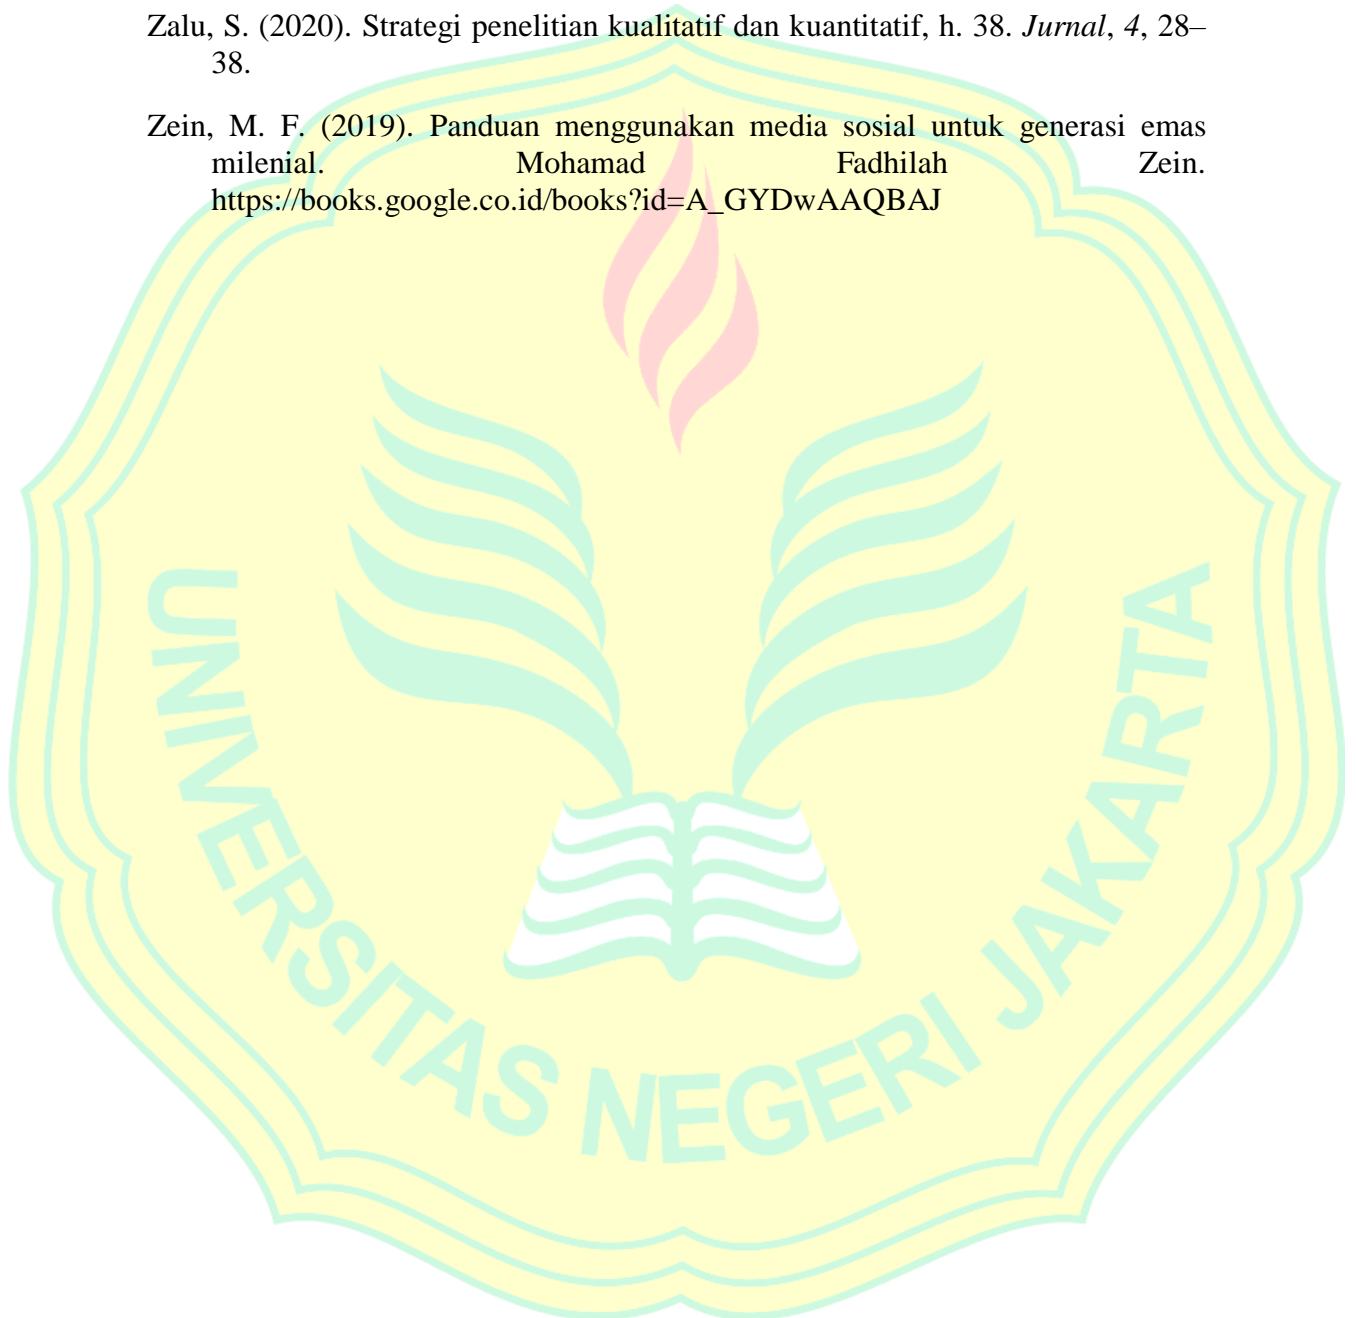 Zalu, S. (2020). Strategi penelitian kualitatif dan kuantitatif, h. 38. Jurnal, 4, 28–
38.
Zein, M. F. (2019). Panduan menggunakan media sosial untuk generasi emas
milenial. Mohamad Fadhilah Zein.
https://books.google.co.id/books?id=A_GYDwAAQBAJ
UNIVERSITAS NEGERI JAKARTA